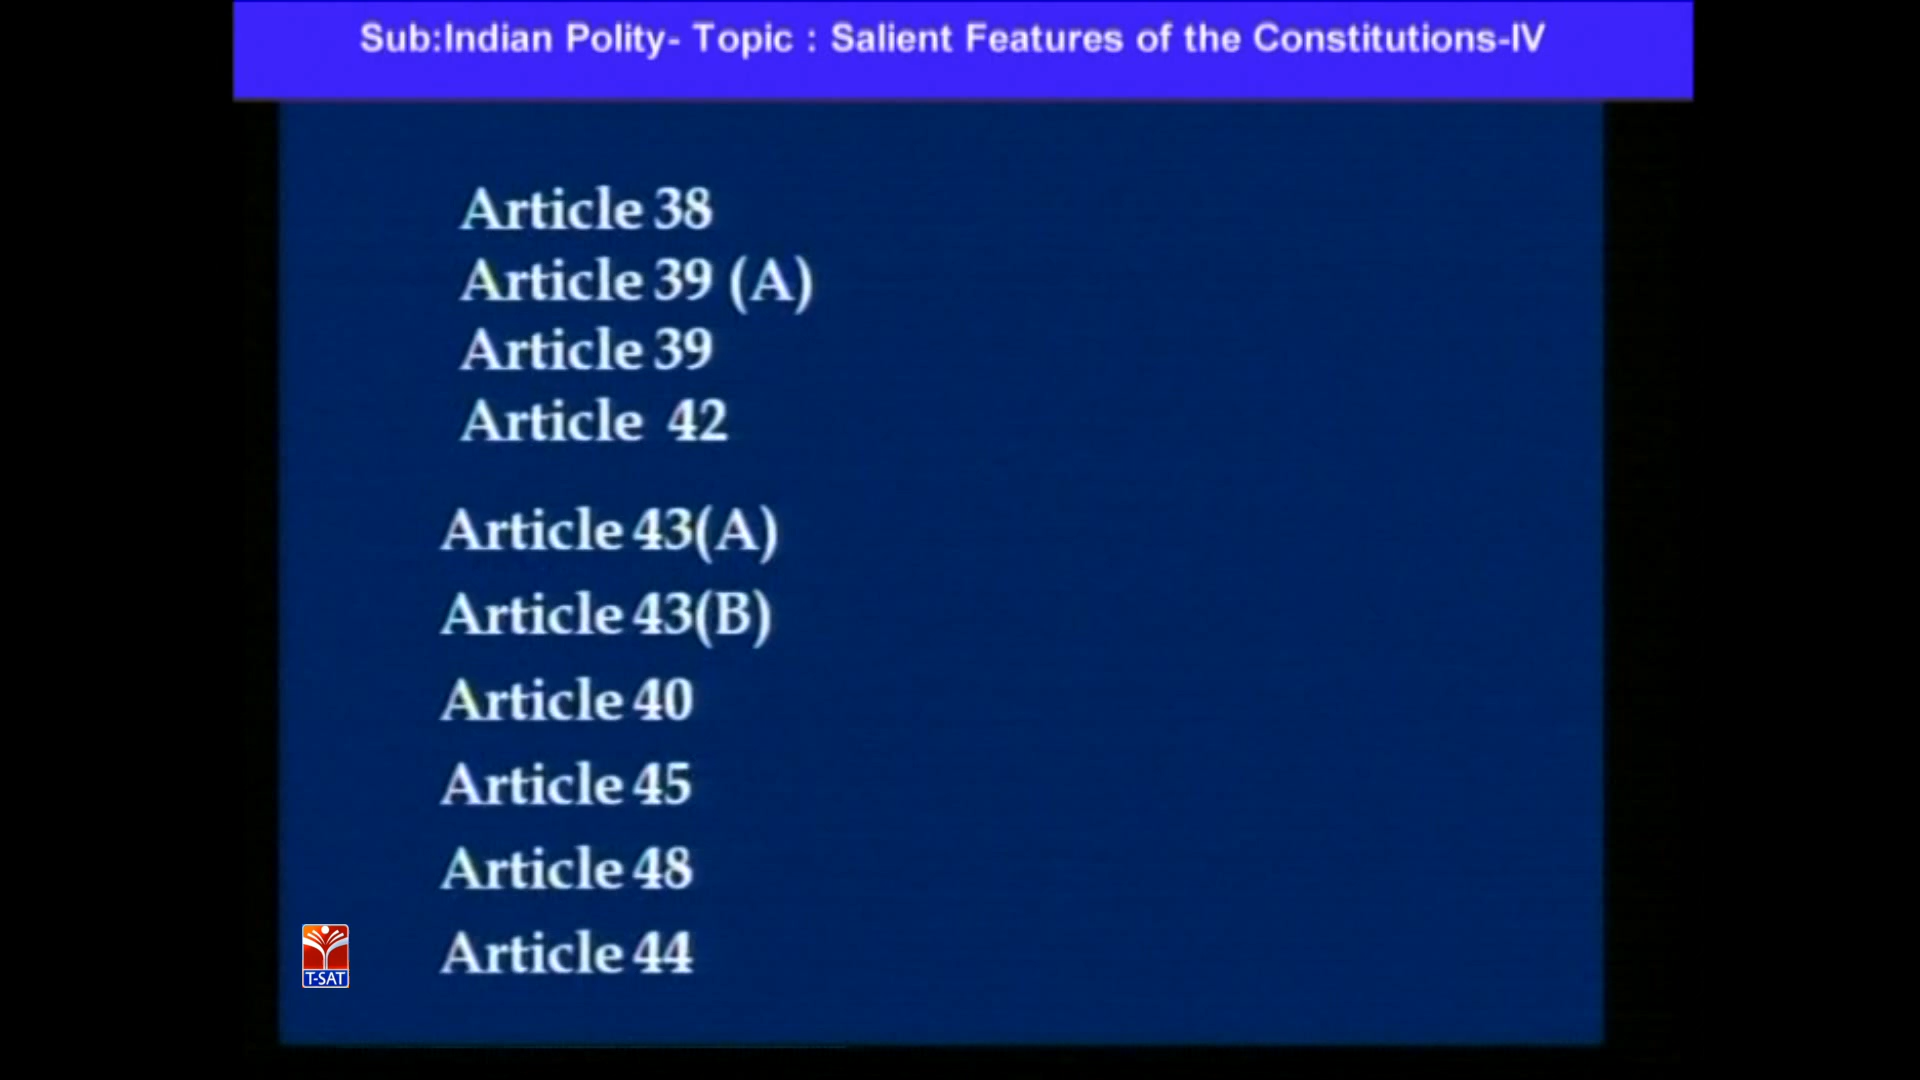 Sub:Indian Polity- Topic : Salient Features of the Constitutions-IV
Article 38
Article 39 (A)
Article 39
Article  42
Article 43(A)
Article 43(B)
Article 40
Article 45
Article 48
Article 44
T-SAT